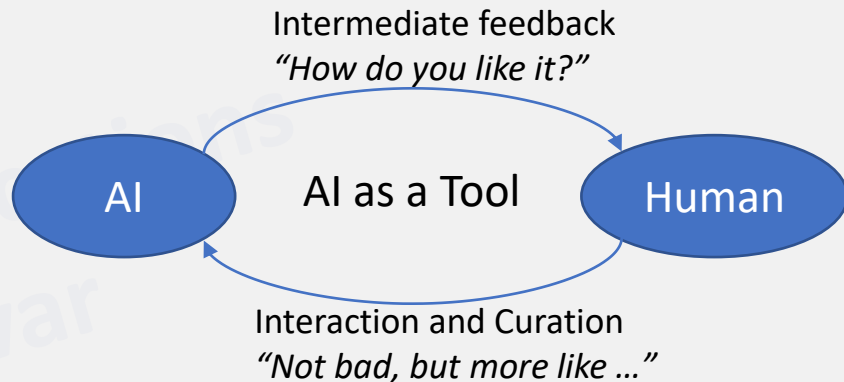 Intermediate feedback
“How do you like it?”
AI
AI as a Tool
Human
Interaction and Curation
“Not bad, but more like …”